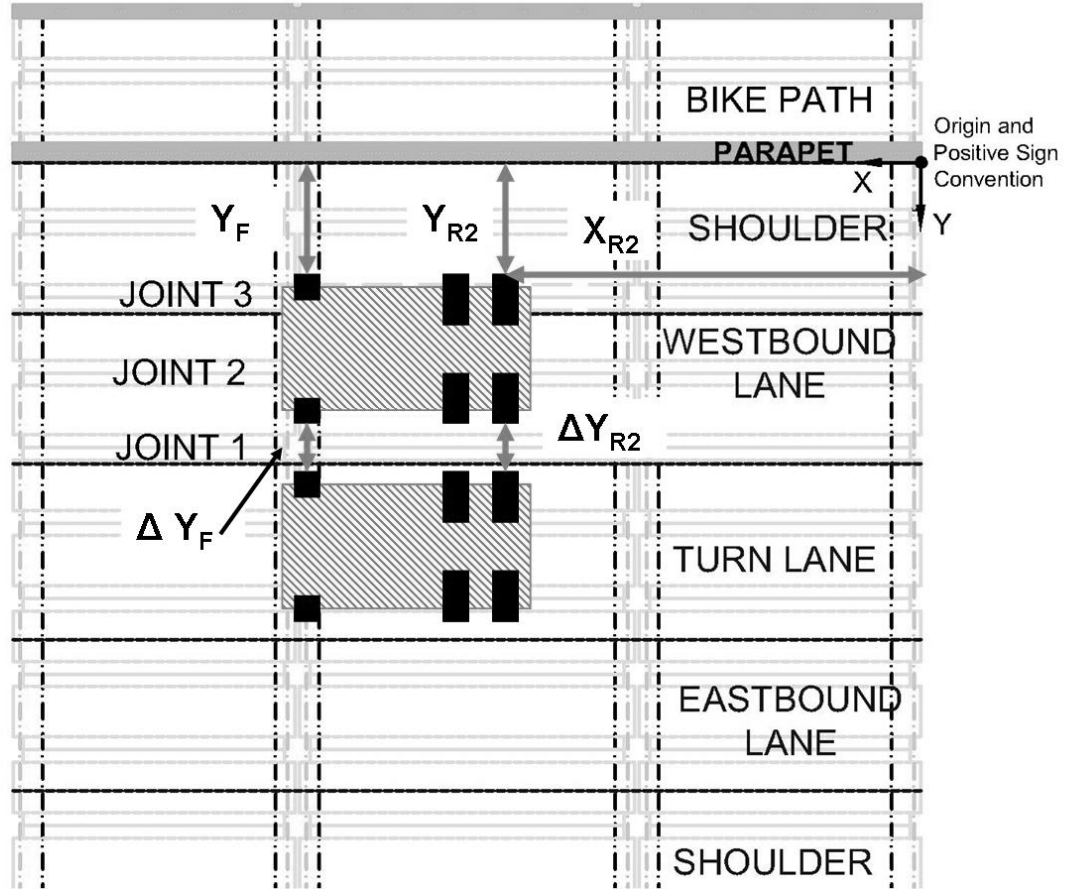 BIKE PATH
Origin and
Positive Sign
Convention
PARAPET
X
Y
Y_F
Y_R2
X_R2
SHOULDER
JOINT 3
WESTBOUND
LANE
JOINT 2
JOINT 1
ΔY_R2
Δ Y_F
TURN LANE
EASTBOUND
LANE
SHOULDER